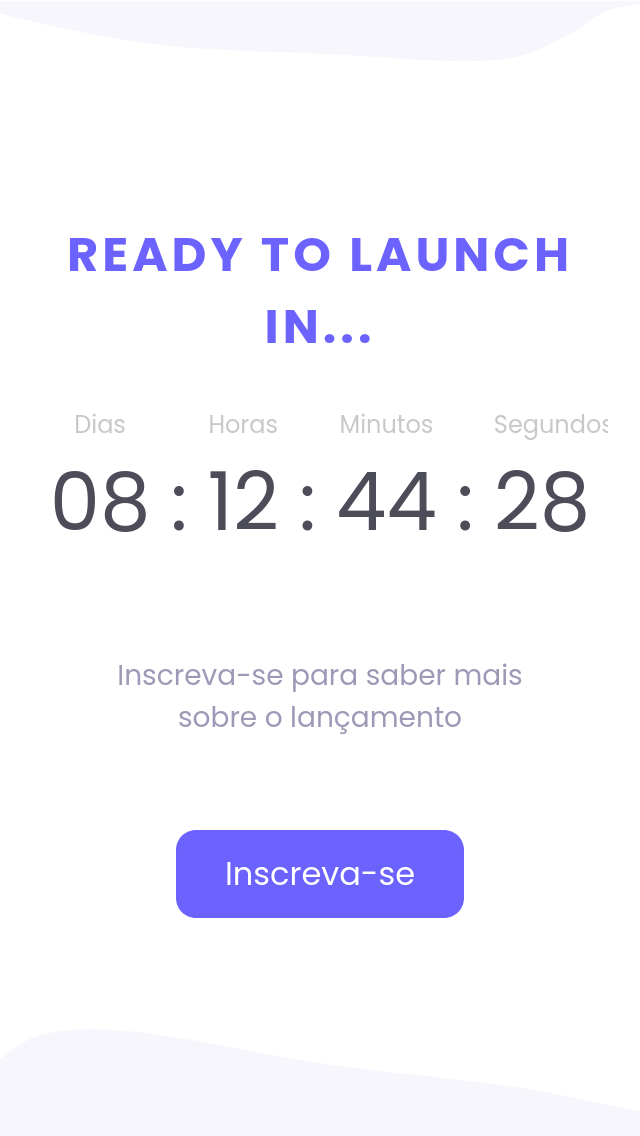 READY TO LAUNCH
IN...
Dias Horas Minutos Segundos
08 : 12 : 44 : 28
Inscreva-se para saber mais
sobre o lançamento
Inscreva-se